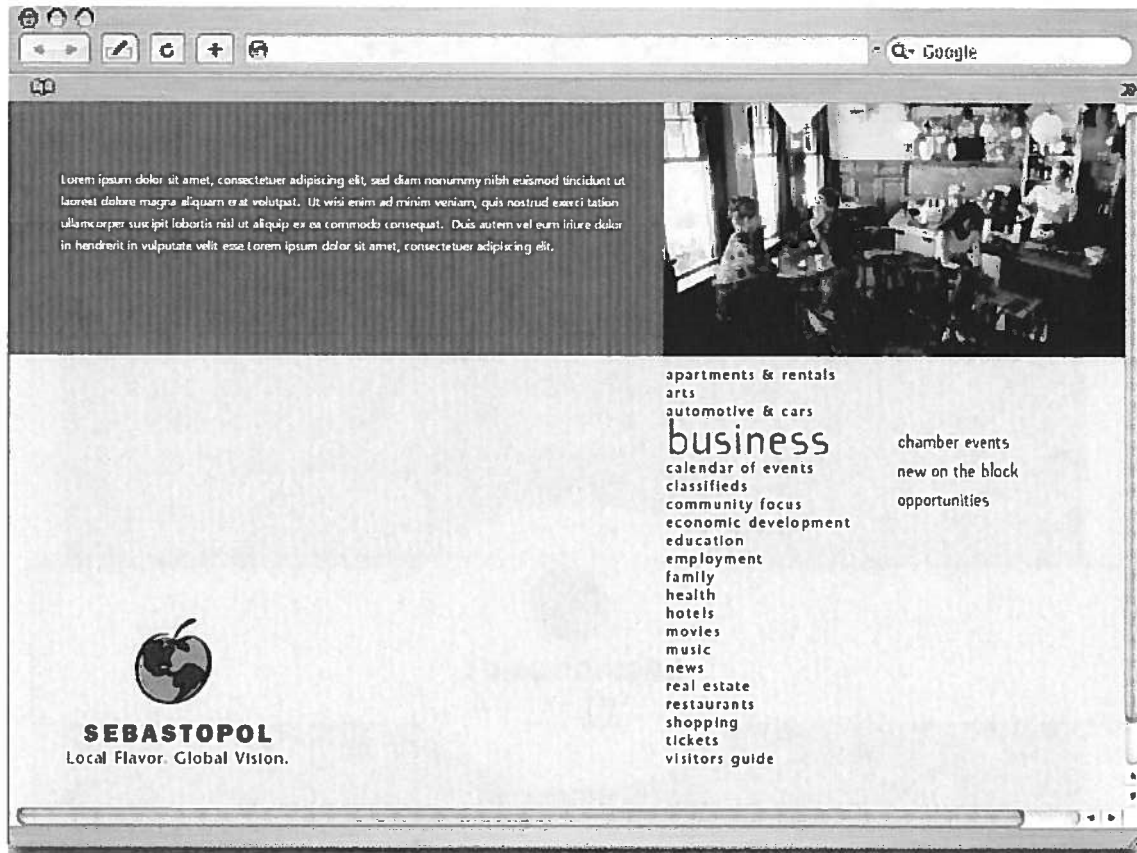 Google
Lorem ipsum dolor sit amet, consectetuer adipiscing elit, sed diam nonummy nibh euismod tincidunt ut
laoreet dolore magna aliquam erat volutpat. Ut wisi enim ad minim veniam, quis nostrud exerci tation
ullamcorper suscipit lobortis nisl ut aliquip ex ea commodo consequat. Duis autem vel eum iriure dolor
in hendrerit in vulputate velit esse Lorem ipsum dolor sit amet, consectetuer adipiscing elit.
apartments & rentals
arts
automotive & cars
business
calendar of events
classifieds
community focus
economic development
education
employment
family
health
hotels
movies
music
news
real estate
restaurants
shopping
tickets
visitors guide
chamber events
new on the block
opportunities
SEBASTOPOL
Local Flavor. Global Vision.